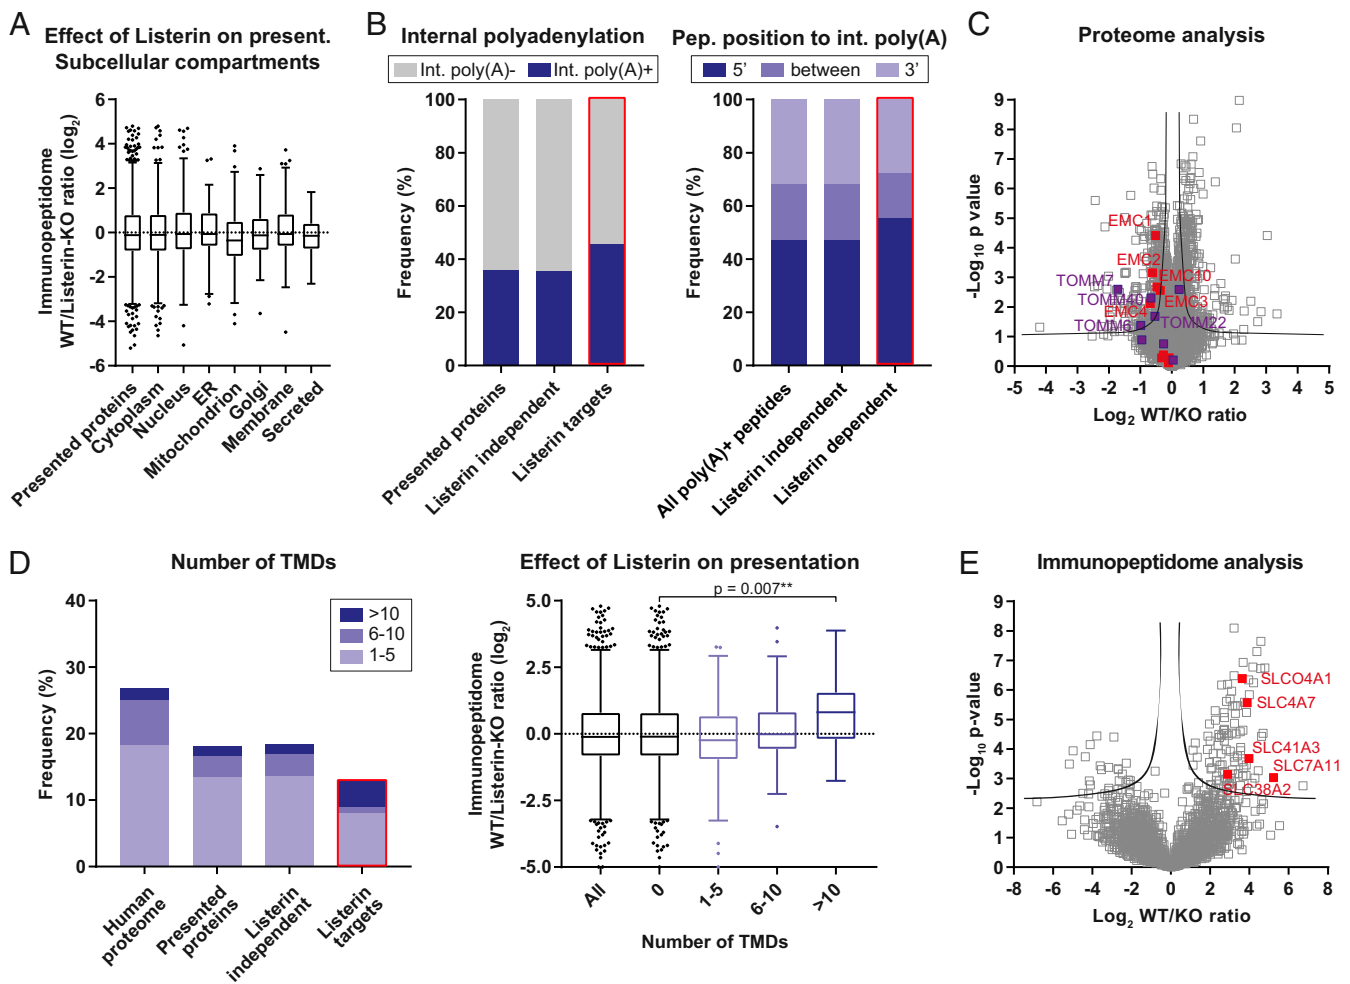 A
Effect of Listerin on present.
Subcellular compartments
Immunopeptidome
WT/Listerin-KO ratio (log2)
6
4
2
0
-2
-4
-6
Presented proteins
Cytoplasm
Nucleus
ER
Mitochondrion
Golgi
Membrane
Secreted
B
Internal polyadenylation
Int. poly(A)-
Int. poly(A)+
Frequency (%)
100
80
60
40
20
0
Presented proteins
Listerin independent
Listerin targets
Pep. position to int. poly(A)
5’
between
3’
Frequency (%)
100
80
60
40
20
0
All poly(A)+ peptides
Listerin independent
Listerin dependent
C
Proteome analysis
-Log10 p value
9
8
7
6
5
4
3
2
1
0
EMC1
EMC2
TOMM7
EMC10
TOMM40
EMC3
EMC4
TOMM6
TOMM22
-5
-4
-3
-2
-1
0
1
2
3
4
5
Log2 WT/KO ratio
D
Number of TMDs
>10
6-10
1-5
Frequency (%)
40
30
20
10
0
Human
proteome
Presented
proteins
Listerin
independent
Listerin
targets
Effect of Listerin on presentation
p = 0.007**
Immunopeptidome
WT/Listerin-KO ratio (log2)
5.0
2.5
0.0
-2.5
-5.0
All
0
1-5
6-10
>10
Number of TMDs
E
Immunopeptidome analysis
-Log10 p-value
9
8
7
6
5
4
3
2
1
0
SLCO4A1
SLC4A7
SLC41A3
SLC7A11
SLC38A2
-8
-6
-4
-2
0
2
4
6
8
Log2 WT/KO ratio